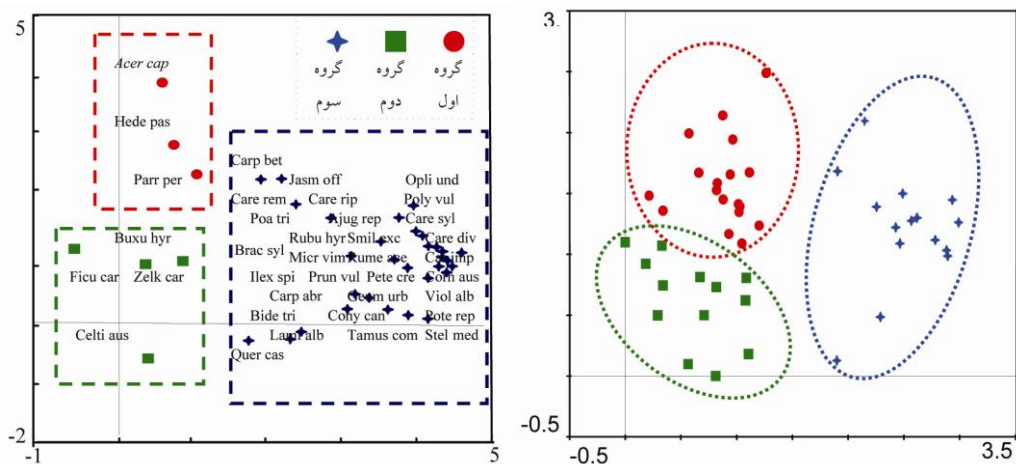 5
گروه گروه گروه
اول دوم سوم
Acer cap
Hede pas
Parr per
Buxu hyr
Ficu car Zelk car
Celti aus
Carp bet
Jasm off Opli und
Care rem Care rip Poly vul
Poa tri Ajug rep Care syl
Rubu hyr Smil exc Care div
Brac syl
Micr vim Rume ase
Ilex spi Prun vul Pete cre Corn aus
Carp abr Geum urb Viol alb
Bide tri Cony can Pote rep
Lami alb Tamus com Stel med
Quer cas
-2
-1 5
3.
-0.5
-0.5 3.5